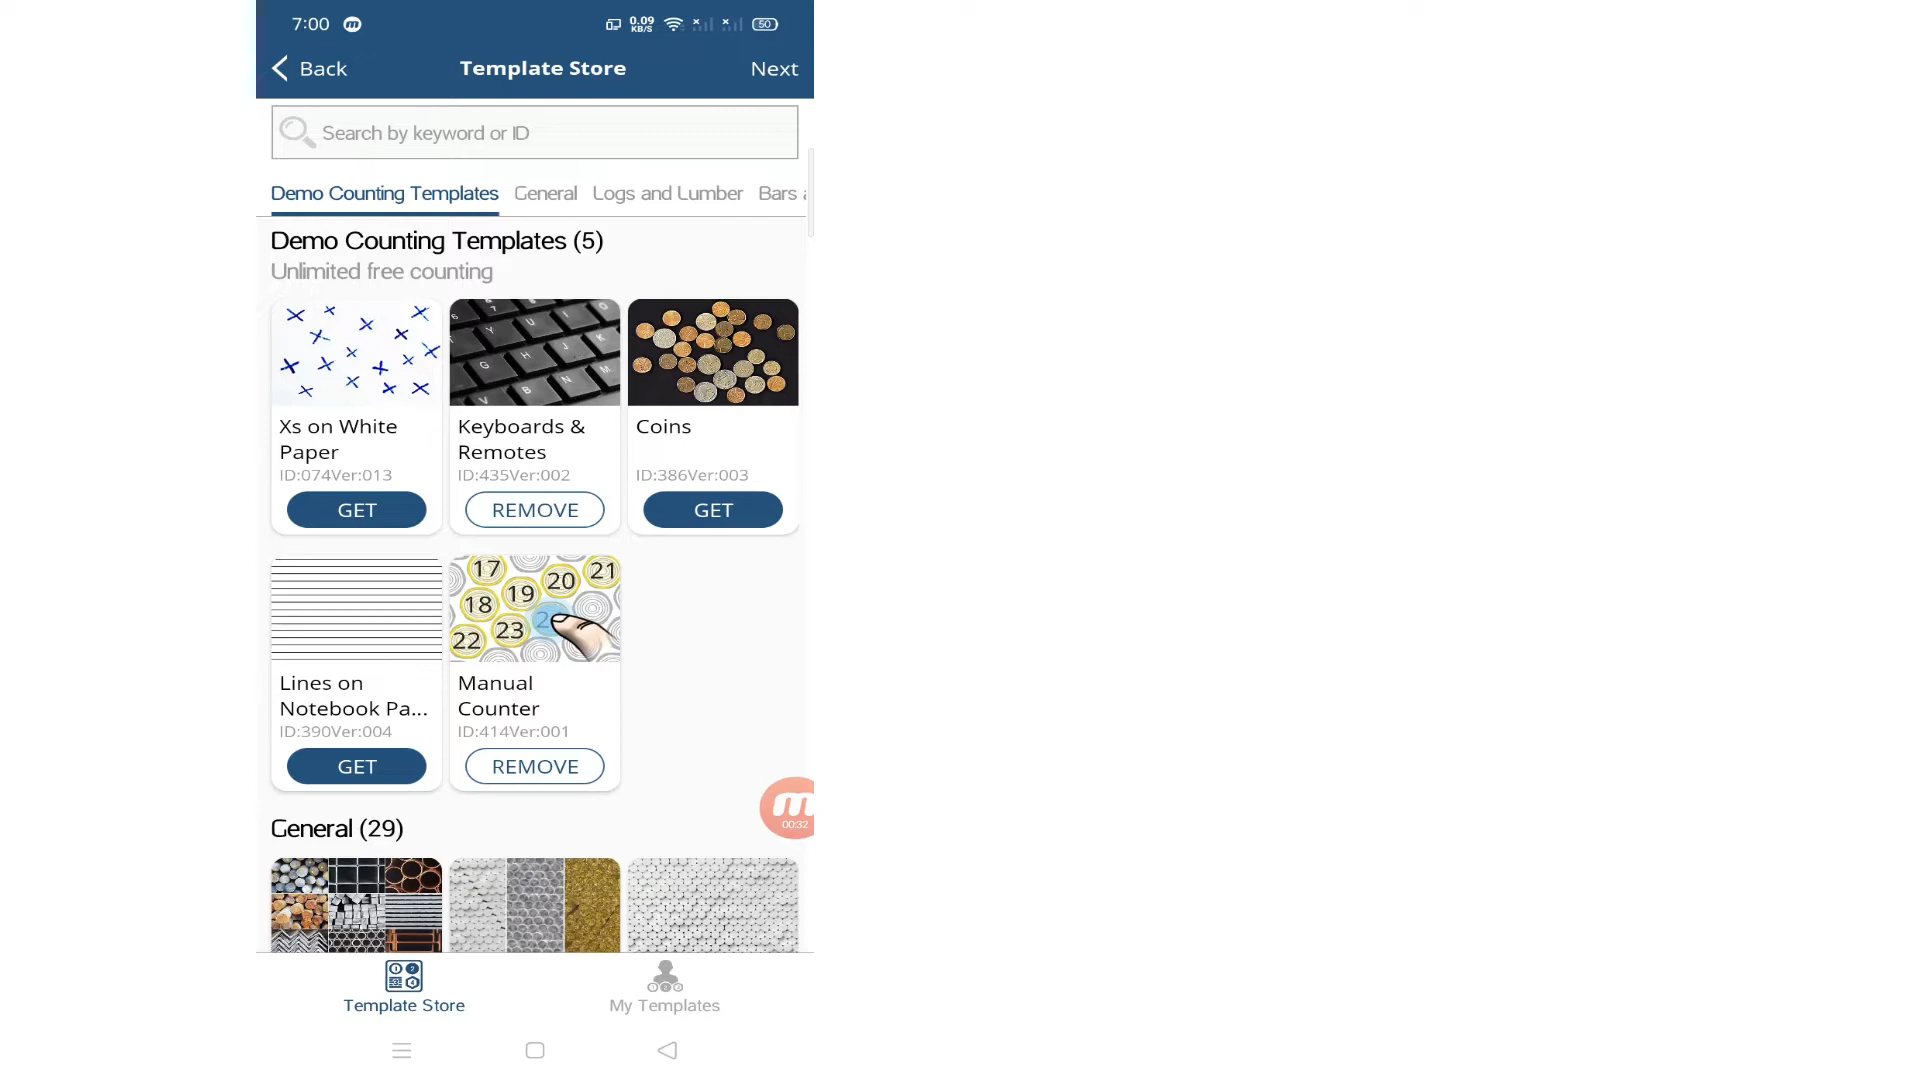 7:00
0.09
KB/S
50
Back
Template Store
Next
Search by keyword or ID
Demo Counting Templates
General
Logs and Lumber
Bars
Demo Counting Templates (5)
Unlimited free counting
Y U I O
G H J K
V B N M
Xs on White
Paper
ID:074Ver:013
GET
Keyboards &
Remotes
ID:435Ver:002
REMOVE
Coins
ID:386Ver:003
GET
17 20 21
18 19
22 23
Lines on
Notebook Pa...
ID:390Ver:004
GET
Manual
Counter
ID:414Ver:001
REMOVE
00:32
General (29)
Template Store
My Templates